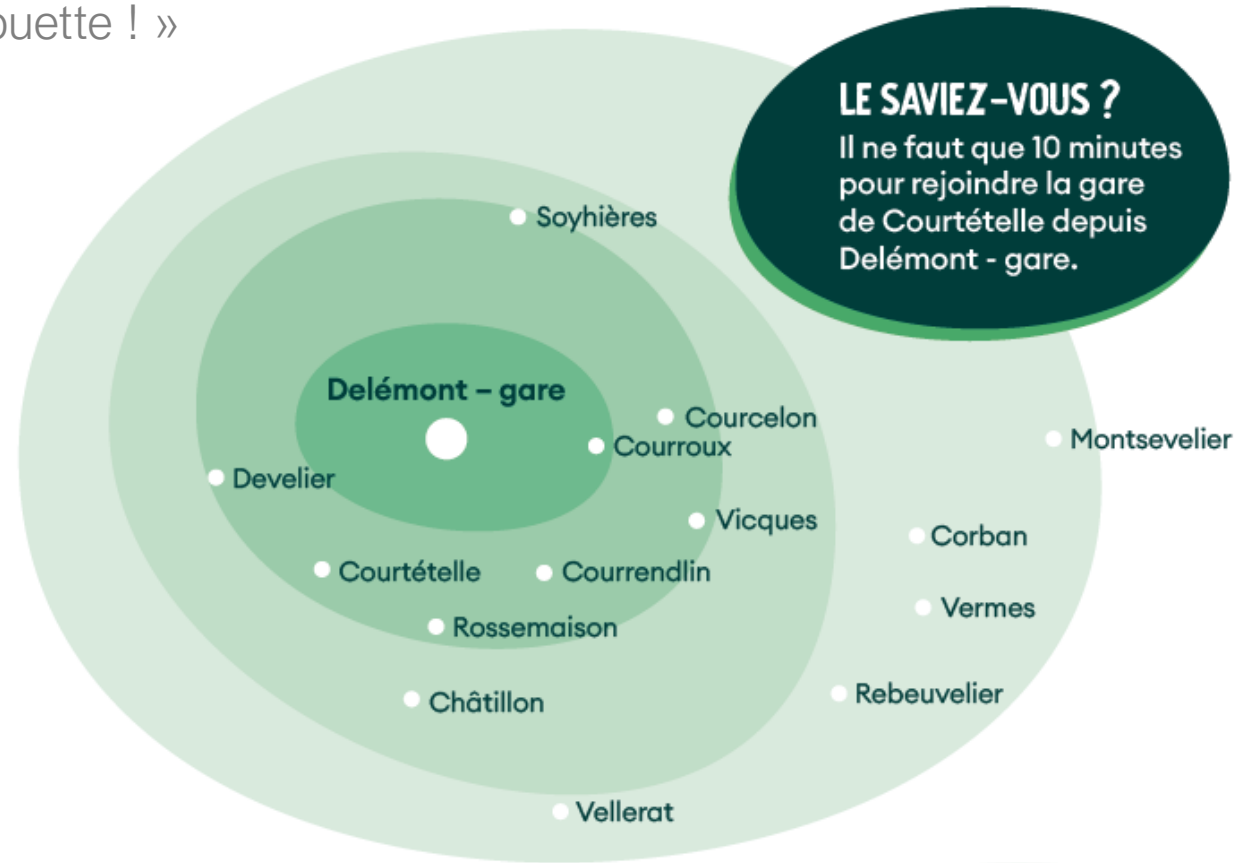 ouette ! »
LE SAVIEZ-VOUS ?
Il ne faut que 10 minutes
pour rejoindre la gare
de Courtételle depuis
Delémont - gare.
Soyhières
Delémont – gare
Courcelon
Courroux
Montsevelier
Develier
Vicques
Corban
Courtételle
Courrendlin
Vermes
Rossemaison
Rebeuvelier
Châtillon
Vellerat